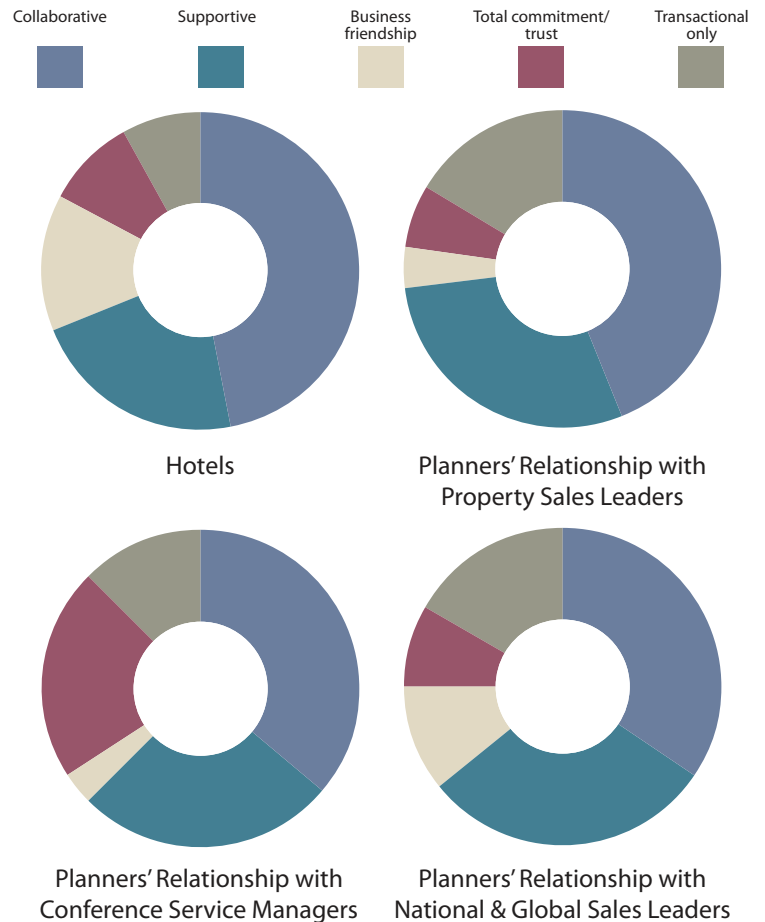 Collaborative
Supportive
Business
friendship
Total commitment/
trust
Transactional
only
Hotels
Planners’ Relationship with
Property Sales Leaders
Planners’ Relationship with
Conference Service Managers
Planners’ Relationship with
National & Global Sales Leaders